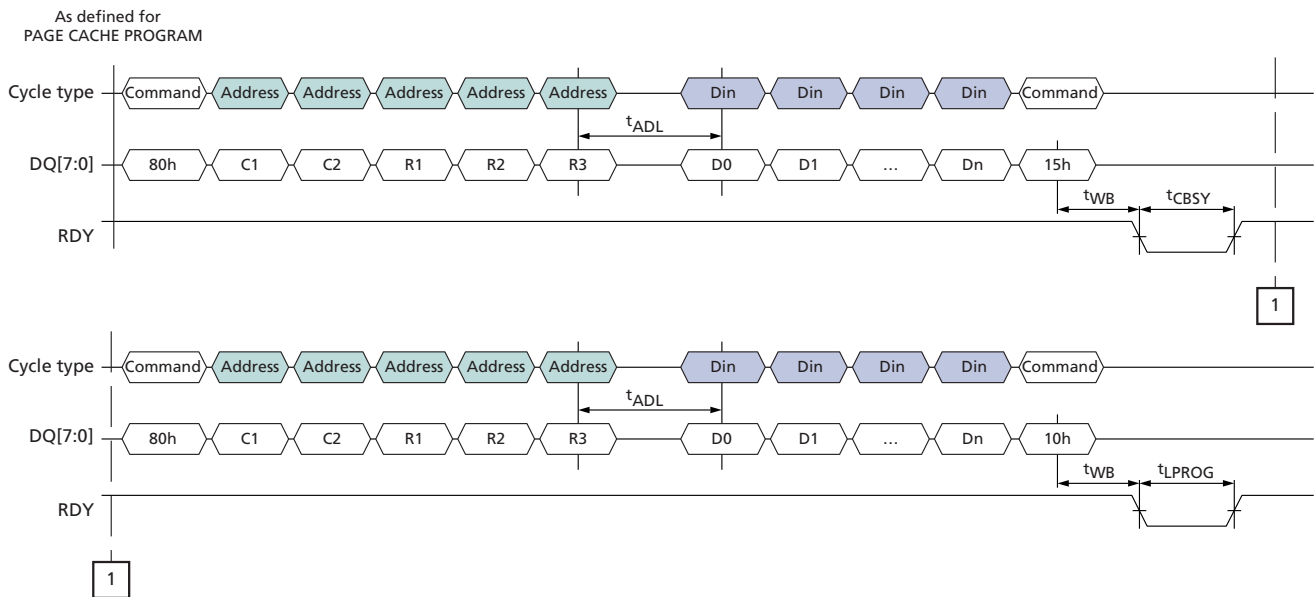 As defined for
PAGE CACHE PROGRAM
Cycle type Command Address Address Address Address Address Din Din Din Din Command
tADL
DQ[7:0] 80h C1 C2 R1 R2 R3 D0 D1 … Dn 15h
tWB tCBSY
RDY
1
Cycle type Command Address Address Address Address Address Din Din Din Din Command
tADL
DQ[7:0] 80h C1 C2 R1 R2 R3 D0 D1 … Dn 10h
tWB tLPROG
RDY
1